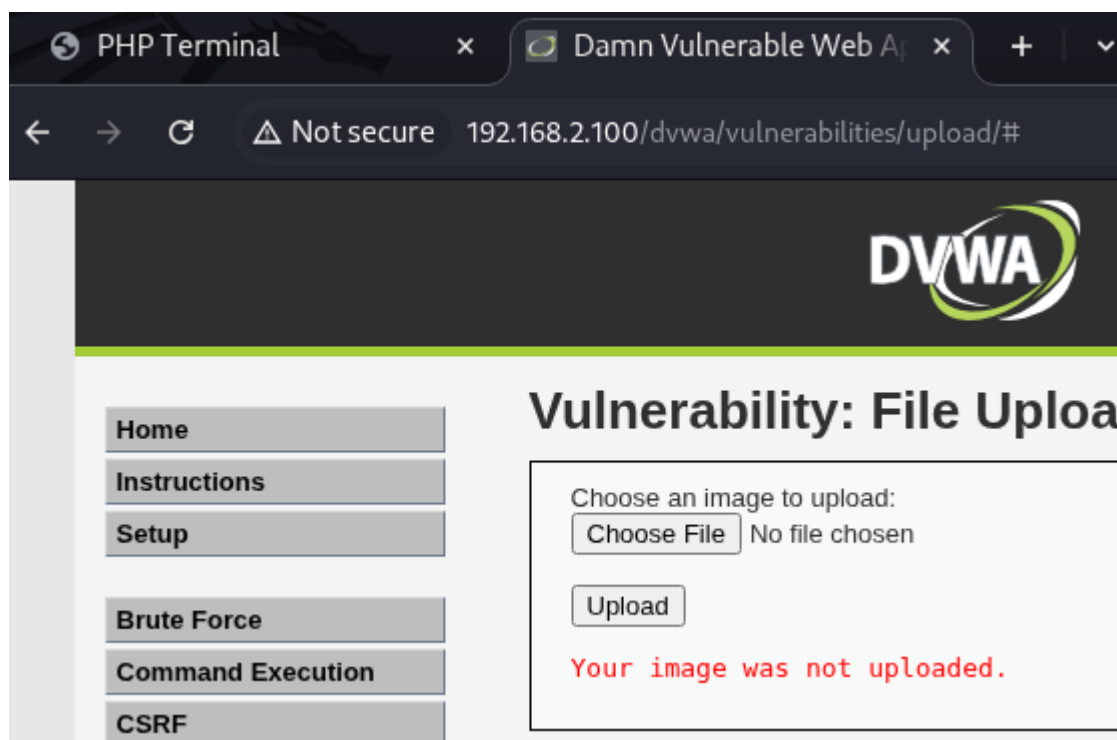 PHP Terminal
Damn Vulnerable Web Ap
Not secure 192.168.2.100/dvwa/vulnerabilities/upload/#
DVWA
Vulnerability: File Uploa
Home
Instructions
Setup
Brute Force
Command Execution
CSRF
Choose an image to upload:
Choose File No file chosen
Upload
Your image was not uploaded.